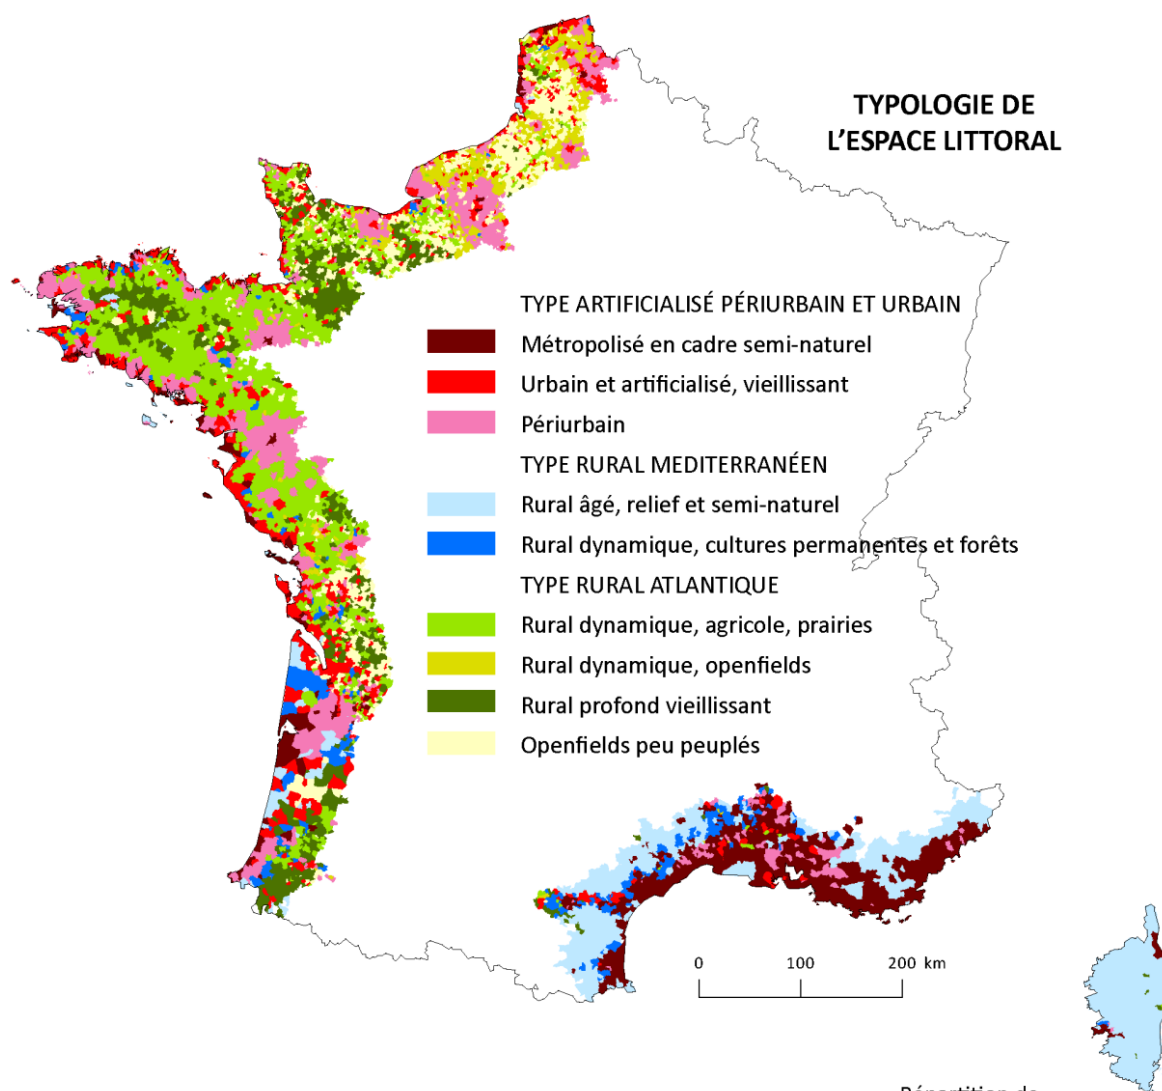 TYPOLOGIE DE
L'ESPACE LITTORAL
TYPE ARTIFICIALISÉ PÉRIURBAIN ET URBAIN
Métropolisé en cadre semi-naturel
Urbain et artificialisé, vieillissant
Périurbain
TYPE RURAL MEDITERRANÉEN
Rural âgé, relief et semi-naturel
Rural dynamique, cultures permanentes et forêts
TYPE RURAL ATLANTIQUE
Rural dynamique, agricole, prairies
Rural dynamique, openfields
Rural profond vieillissant
Openfields peu peuplés
0 100 200 km
Répartition de